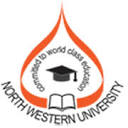 committed to world class education
NORTH WESTERN UNIVERSITY